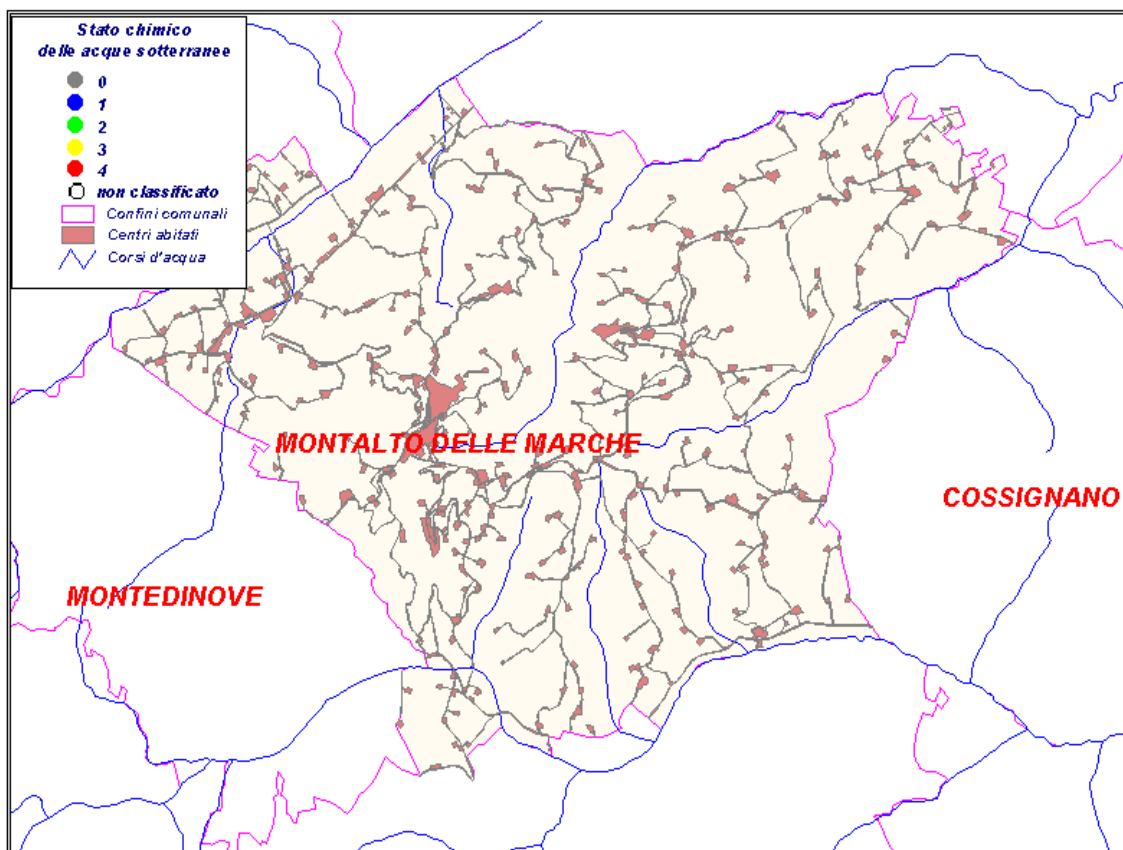 Stato chimico
delle acque sotterranee
0
1
2
3
4
non classificato
Confini comunali
Centri abitati
Corsi d'acqua
MONTALTO DELLE MARCHE
COSSIGNANO
MONTEDINOVE